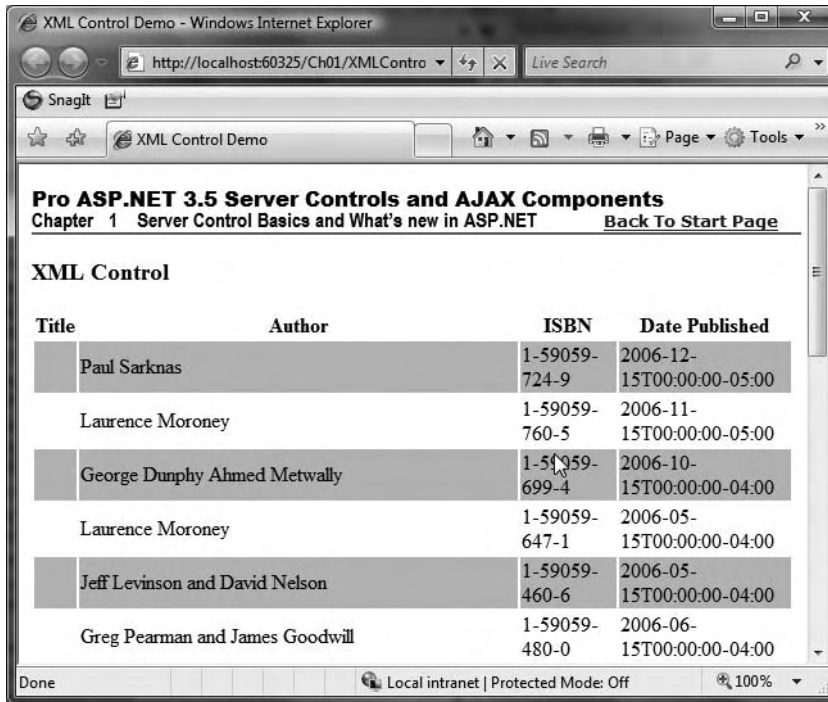 XML Control Demo - Windows Internet Explorer
http://localhost:60325/Ch01/XMLContro
Live Search
SnagIt
XML Control Demo
Page
Tools
Pro ASP.NET 3.5 Server Controls and AJAX Components
Chapter 1 Server Control Basics and What's new in ASP.NET Back To Start Page
XML Control
Title Author ISBN Date Published
Paul Sarknas 1-59059-724-9 2006-12-15T00:00:00-05:00
Laurence Moroney 1-59059-760-5 2006-11-15T00:00:00-05:00
George Dunphy Ahmed Metwally 1-59059-699-4 2006-10-15T00:00:00-04:00
Laurence Moroney 1-59059-647-1 2006-05-15T00:00:00-04:00
Jeff Levinson and David Nelson 1-59059-460-6 2006-05-15T00:00:00-04:00
Greg Pearman and James Goodwill 1-59059-480-0 2006-06-15T00:00:00-04:00
Done
Local intranet | Protected Mode: Off
100%